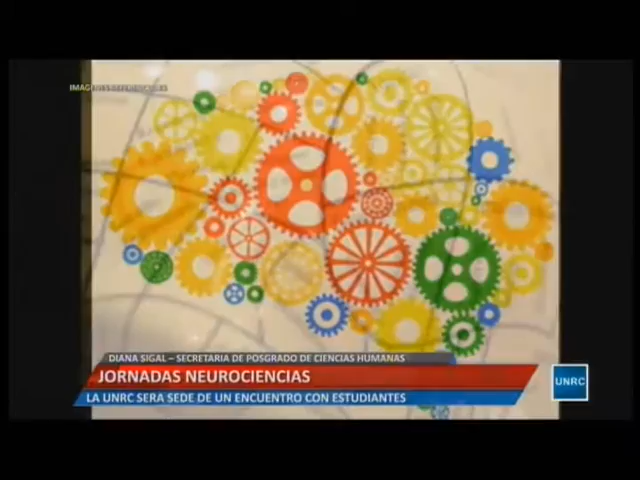 IMAGENES REFERENCIALES
DIANA SIGAL – SECRETARIA DE POSGRADO DE CIENCIAS HUMANAS
JORNADAS NEUROCIENCIAS
UNRC
LA UNRC SERA SEDE DE UN ENCUENTRO CON ESTUDIANTES